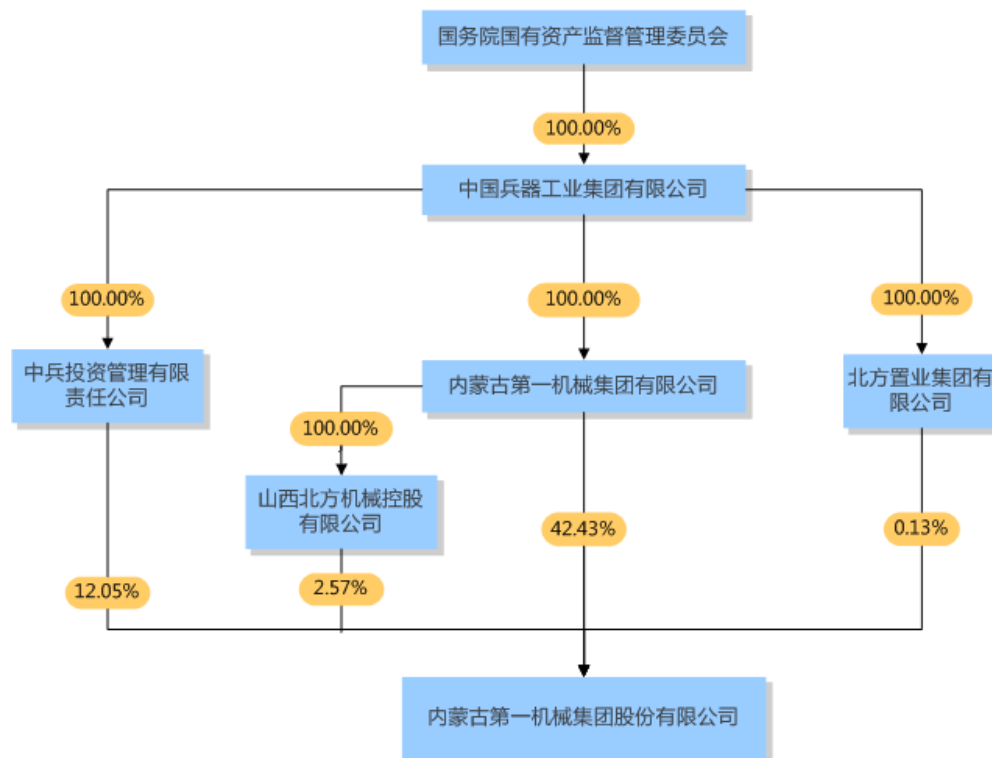 国务院国有资产监督管理委员会
100.00%
中国兵器工业集团有限公司
100.00%
100.00%
100.00%
中兵投资管理有限
责任公司
内蒙古第一机械集团有限公司
北方置业集团有
限公司
100.00%
山西北方机械控股
有限公司
42.43%
0.13%
12.05%
2.57%
内蒙古第一机械集团股份有限公司